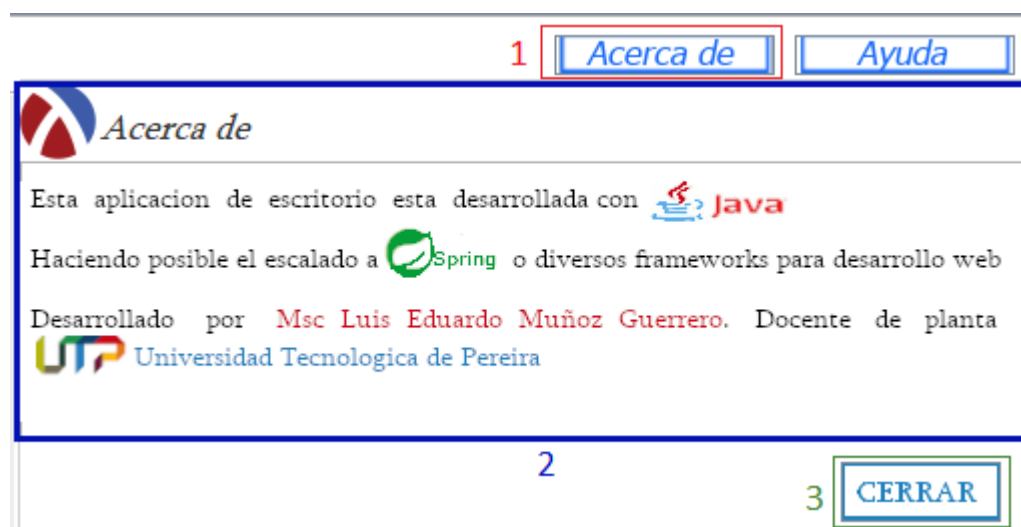 1 Acerca de Ayuda
Acerca de
Esta aplicacion de escritorio esta desarrollada con Java
Haciendo posible el escalado a Spring o diversos frameworks para desarrollo web
Desarrollado por Msc Luis Eduardo Muñoz Guerrero. Docente de planta
UTP Universidad Tecnologica de Pereira
2
3 CERRAR